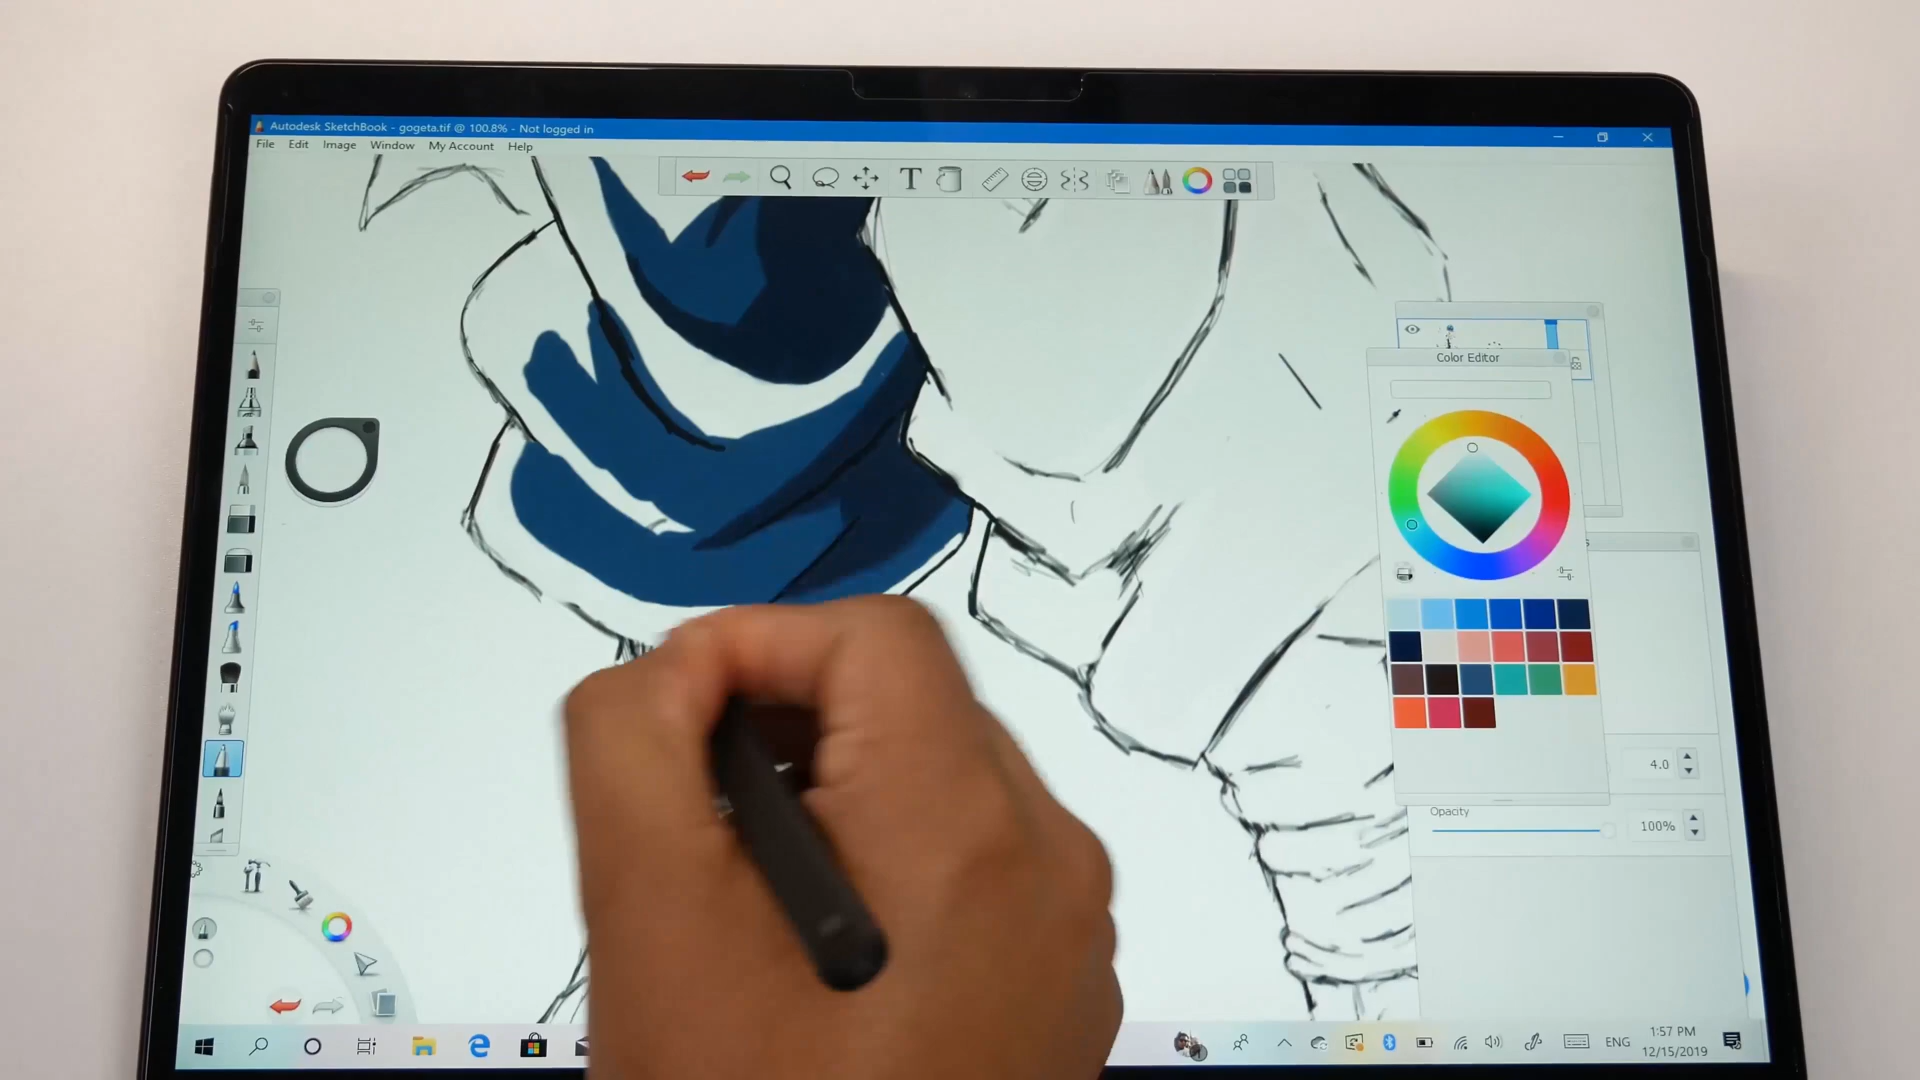 Autodesk SketchBook - gogeta.tif @ 100.8% - Not logged in
File Edit Image Window My Account Help
T
Color Editor
4.0
Opacity
100%
ENG
1:57 PM
12/15/2019